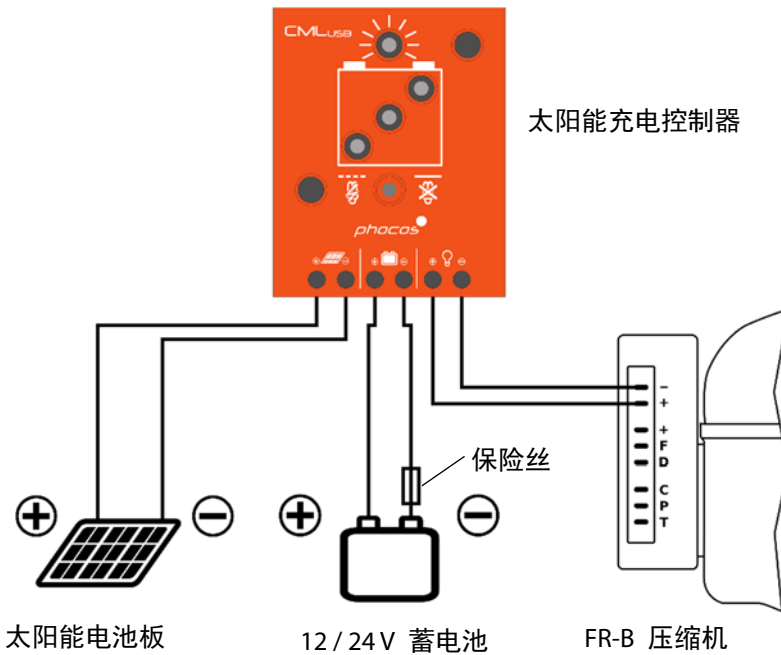 CMLUSB
太阳能充电控制器
phocos
−
+
+
F
D
C
P
T
保险丝
太阳能电池板
12 / 24 V 蓄电池
FR-B 压缩机